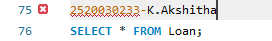 75 2520030233-K.Akshitha
76 SELECT * FROM Loan;